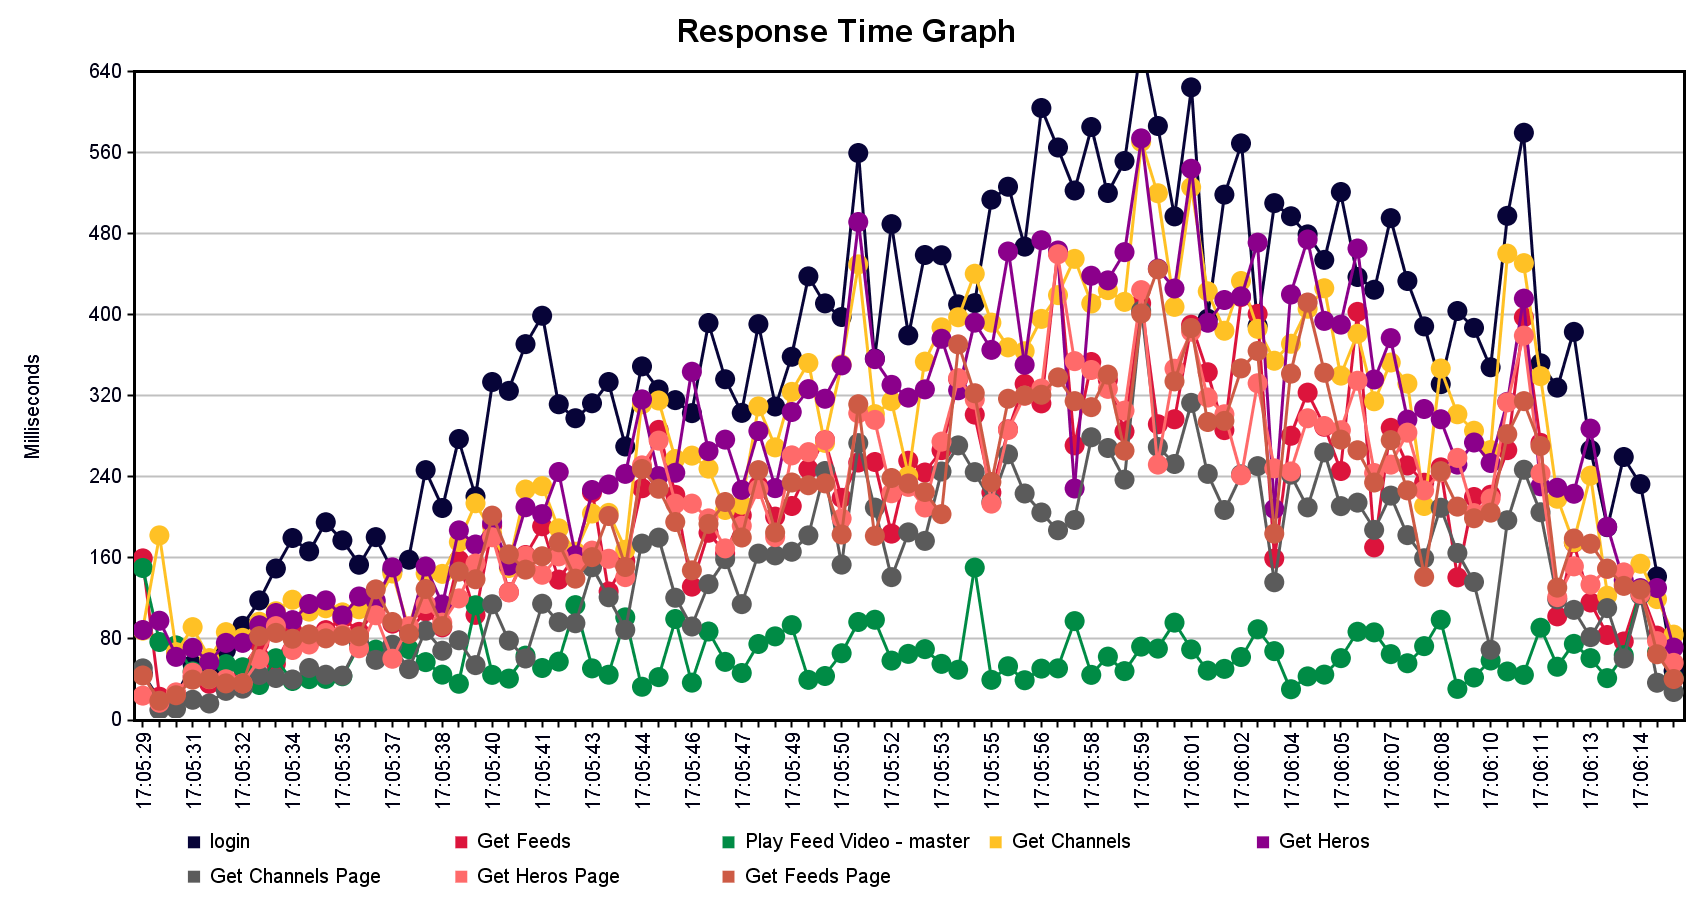 Response Time Graph
Milliseconds
640
560
480
400
320
240
160
80
0
17:05:29 17:05:31 17:05:32 17:05:34 17:05:35 17:05:37 17:05:38 17:05:40 17:05:41 17:05:43 17:05:44 17:05:46 17:05:47 17:05:49 17:05:50 17:05:52 17:05:53 17:05:55 17:05:56 17:05:58 17:05:59 17:06:01 17:06:02 17:06:04 17:06:05 17:06:07 17:06:08 17:06:10 17:06:11 17:06:13 17:06:14
login Get Feeds Play Feed Video - master Get Channels Get Heros
Get Channels Page Get Heros Page Get Feeds Page